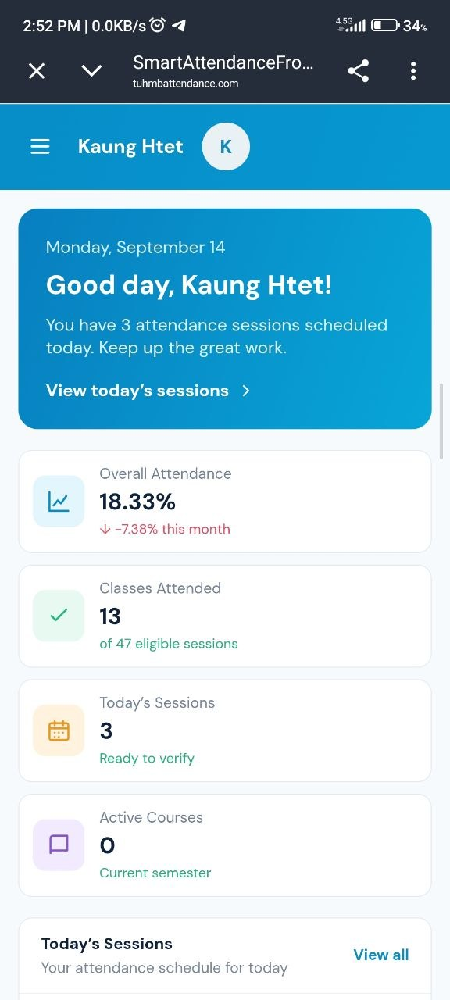 2:52 PM | 0.0KB/s
4.5G
34%
SmartAttendanceFro...
tuhmbattendance.com
Kaung Htet
K
Monday, September 14
Good day, Kaung Htet!
You have 3 attendance sessions scheduled
today. Keep up the great work.
View today's sessions
Overall Attendance
18.33%
↓ -7.38% this month
Classes Attended
13
of 47 eligible sessions
Today's Sessions
3
Ready to verify
Active Courses
0
Current semester
Today's Sessions
View all
Your attendance schedule for today